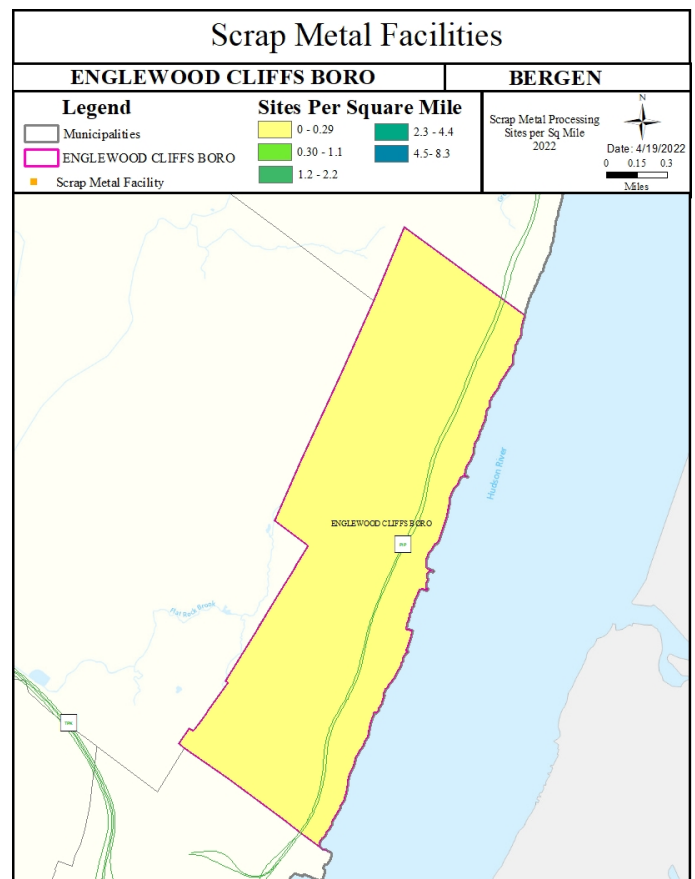 Scrap Metal Facilities
ENGLEWOOD CLIFFS BORO
BERGEN
Legend
Municipalities
ENGLEWOOD CLIFFS BORO
Scrap Metal Facility
Sites Per Square Mile
0 - 0.29
0.30 - 1.1
1.2 - 2.2
2.3 - 4.4
4.5- 8.3
Scrap Metal Processing
Sites per Sq Mile
2022
N
Date: 4/19/2022
0 0.15 0.3
Miles
Hudson River
ENGLEWOOD CLIFFS BORO
Flat Rock Brook